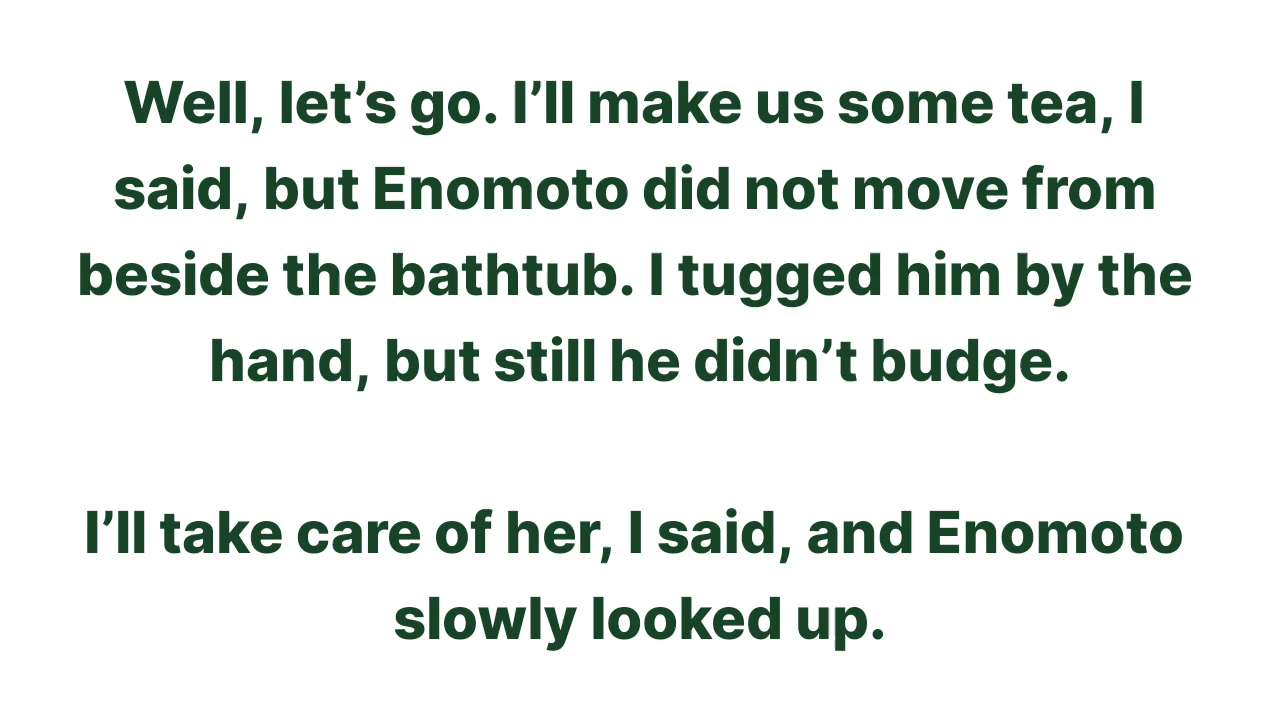 Well, let’s go. I’ll make us some tea, I
said, but Enomoto did not move from
beside the bathtub. I tugged him by the
hand, but still he didn’t budge.
I’ll take care of her, I said, and Enomoto
slowly looked up.